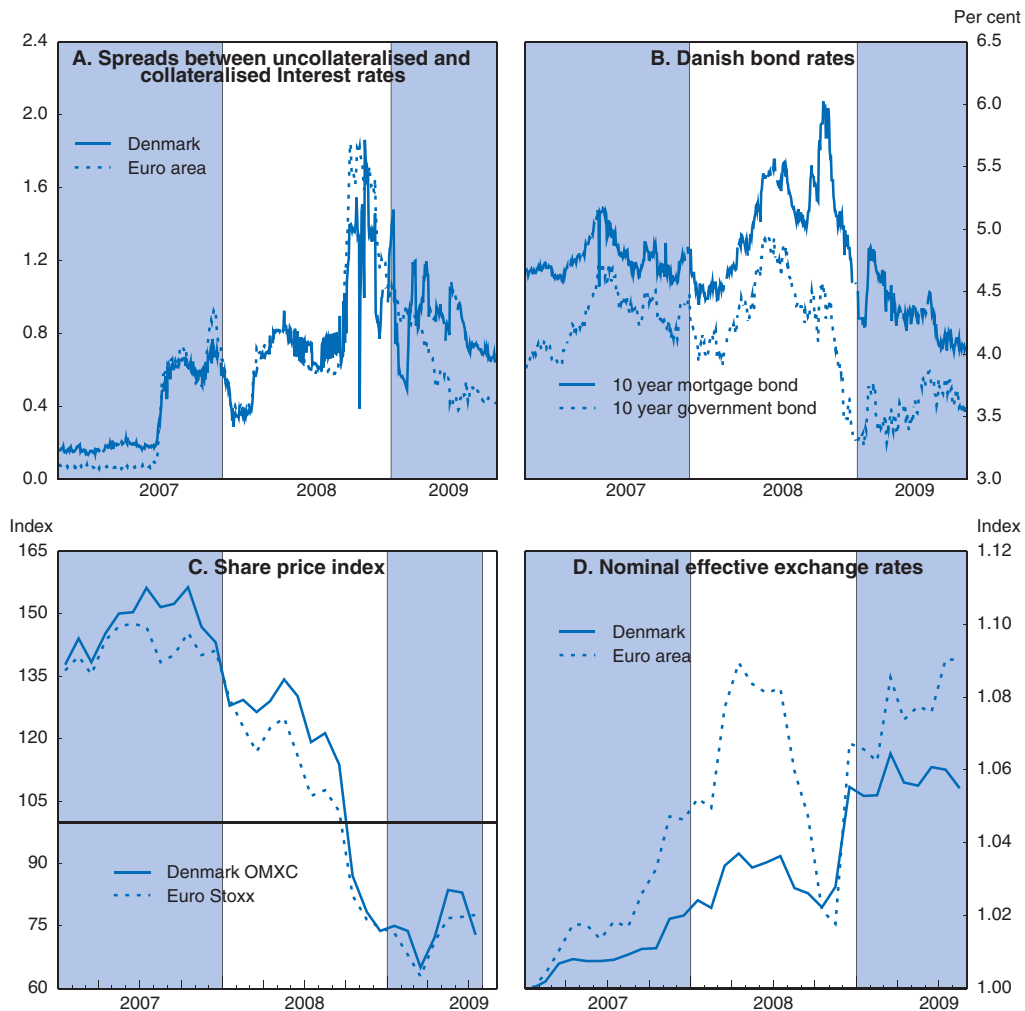 Per cent
A. Spreads between uncollateralised and
collateralised Interest rates
2.4
2.0
1.6
1.2
0.8
0.4
0.0
Denmark
Euro area
2007
2008
2009
B. Danish bond rates
6.5
6.0
5.5
5.0
4.5
4.0
3.5
3.0
10 year mortgage bond
10 year government bond
2007
2008
2009
Index
C. Share price index
165
150
135
120
105
90
75
60
Denmark OMXC
Euro Stoxx
2007
2008
2009
Index
D. Nominal effective exchange rates
1.12
1.10
1.08
1.06
1.04
1.02
1.00
Denmark
Euro area
2007
2008
2009